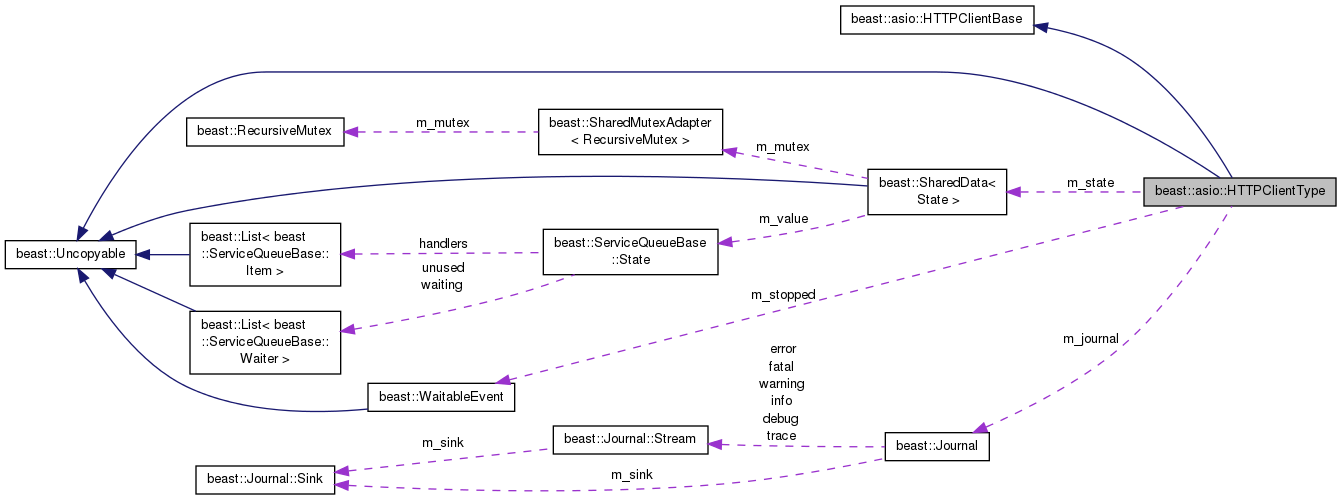 beast::asio::HTTPClientBase
beast::RecursiveMutex
m_mutex
beast::SharedMutexAdapter
< RecursiveMutex >
m_mutex
beast::SharedData<
State >
m_state
beast::asio::HTTPClientType
m_value
beast::Uncopyable
beast::List< beast
::ServiceQueueBase::
Item >
handlers
beast::ServiceQueueBase
::State
unused
waiting
beast::List< beast
::ServiceQueueBase::
Waiter >
m_stopped
m_journal
beast::WaitableEvent
error
fatal
warning
info
debug
trace
beast::Journal::Stream
beast::Journal
m_sink
beast::Journal::Sink
m_sink